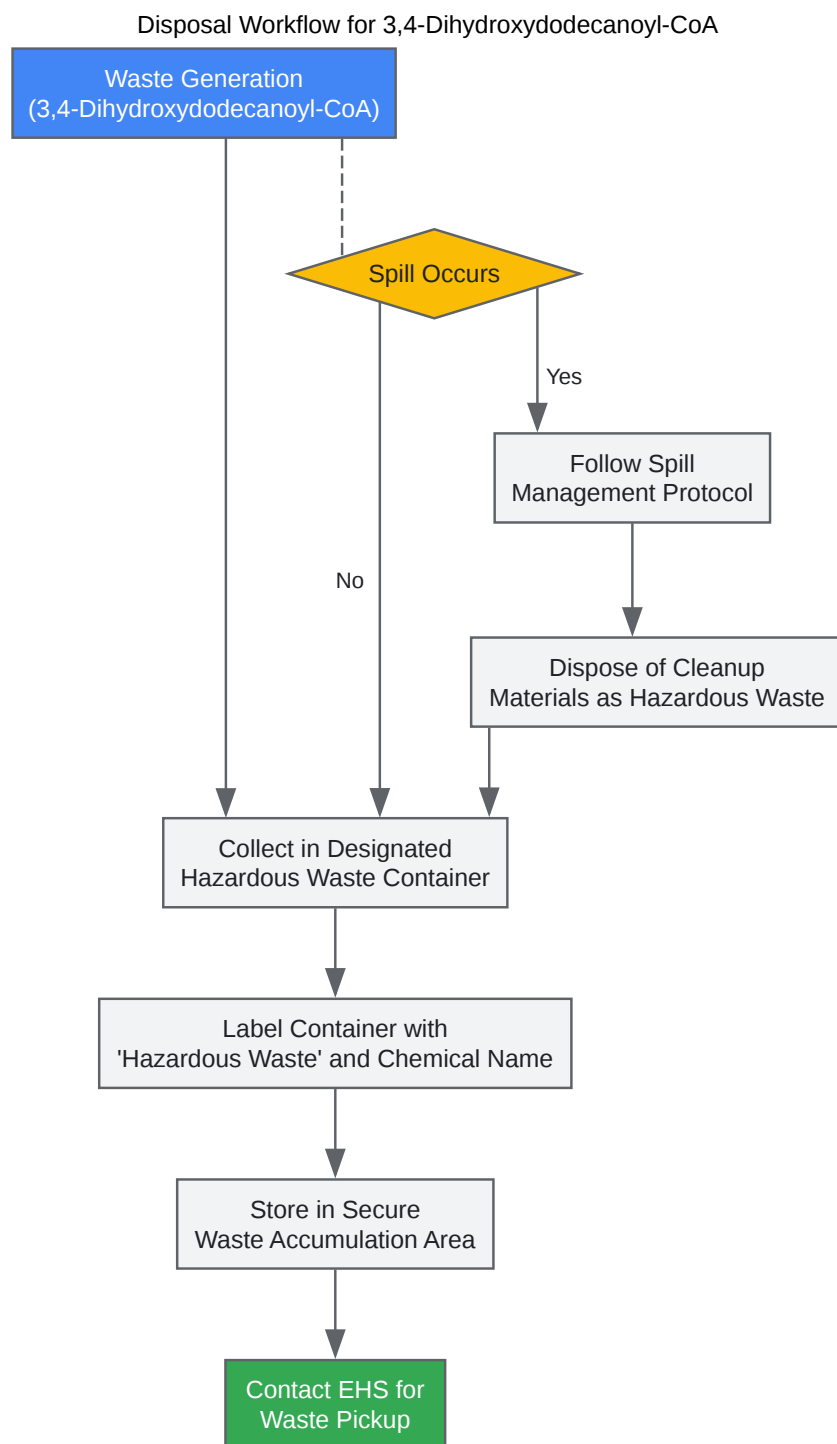 Disposal Workflow for 3,4-Dihydroxydodecanoyl-CoA
Waste Generation
(3,4-Dihydroxydodecanoyl-CoA)
Spill Occurs
Yes
Follow Spill
Management Protocol
No
Dispose of Cleanup
Materials as Hazardous Waste
Collect in Designated
Hazardous Waste Container
Label Container with
'Hazardous Waste' and Chemical Name
Store in Secure
Waste Accumulation Area
Contact EHS for
Waste Pickup